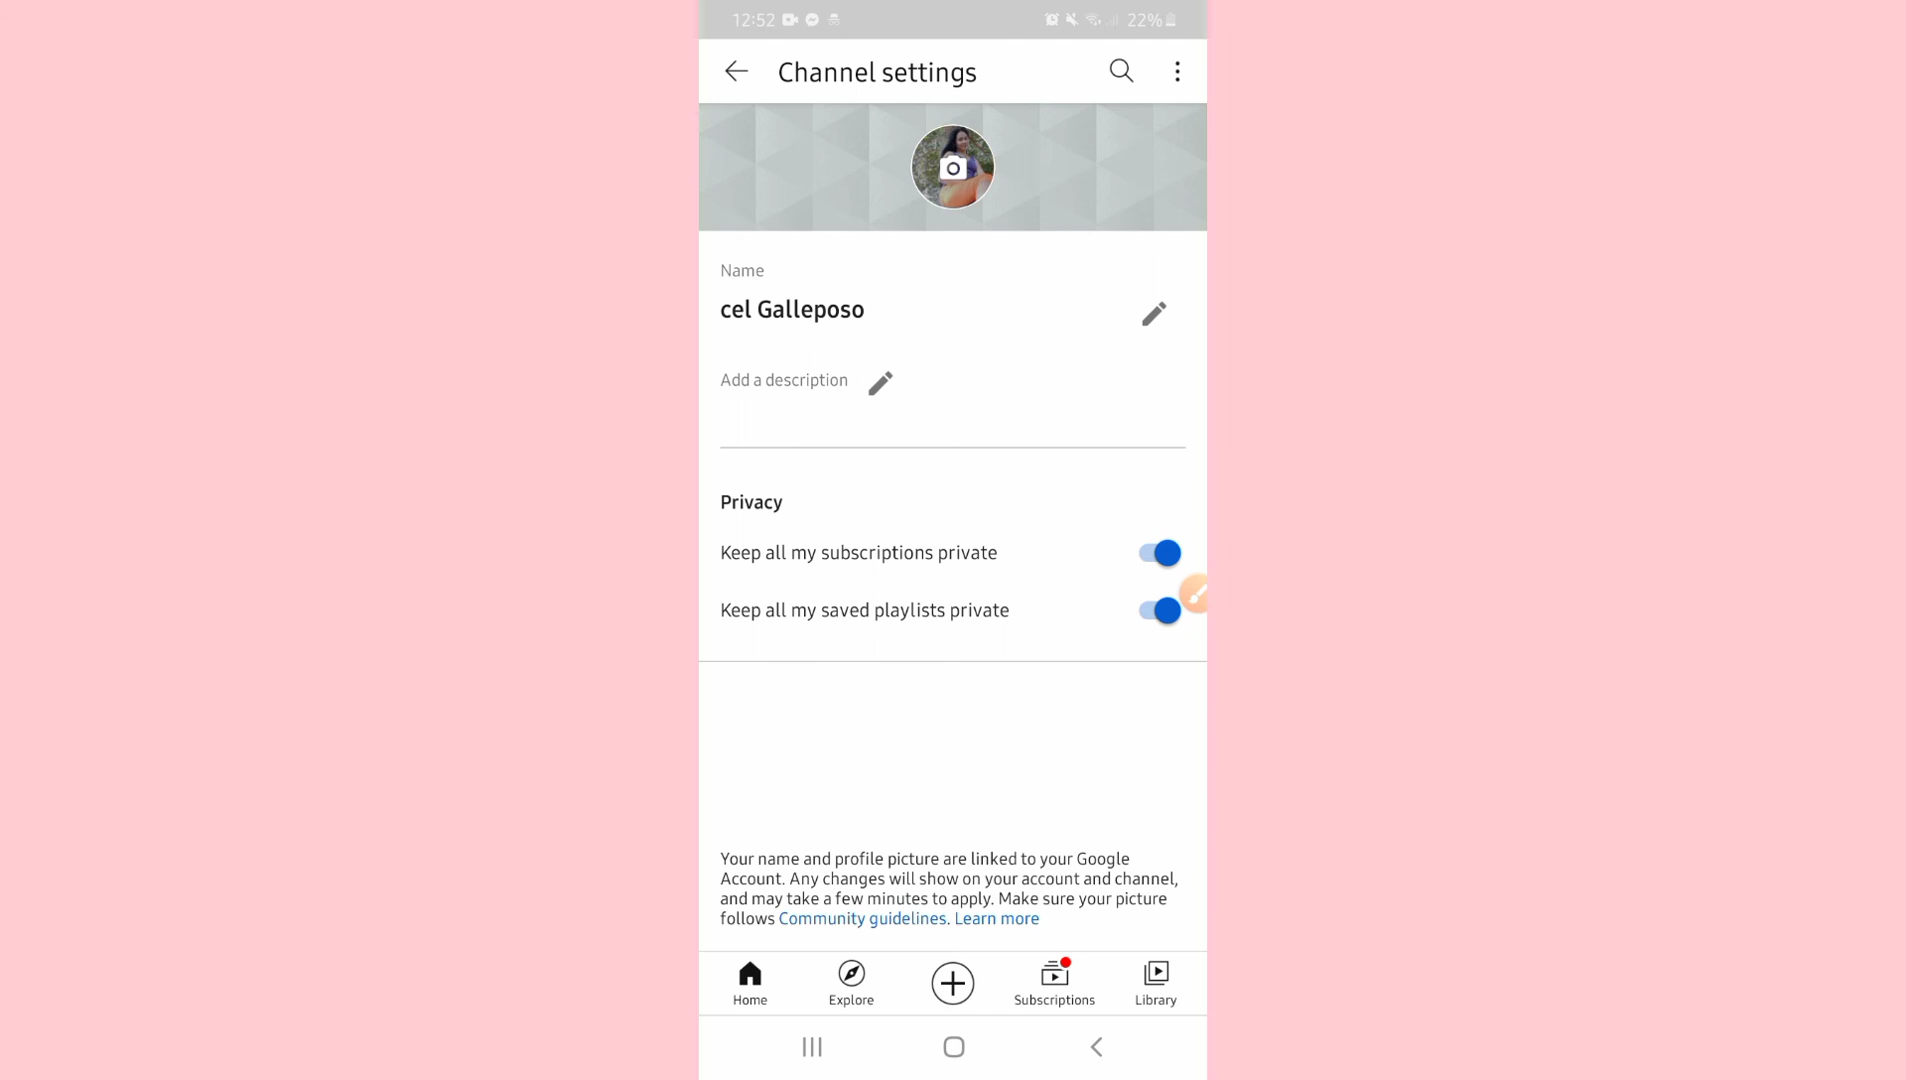 12:52
22%
Channel settings
Name
cel Galleposo
Add a description
Privacy
Keep all my subscriptions private
Keep all my saved playlists private
Your name and profile picture are linked to your Google
Account. Any changes will show on your account and channel,
and may take a few minutes to apply. Make sure your picture
follows Community guidelines. Learn more
Home
Explore
Subscriptions
Library